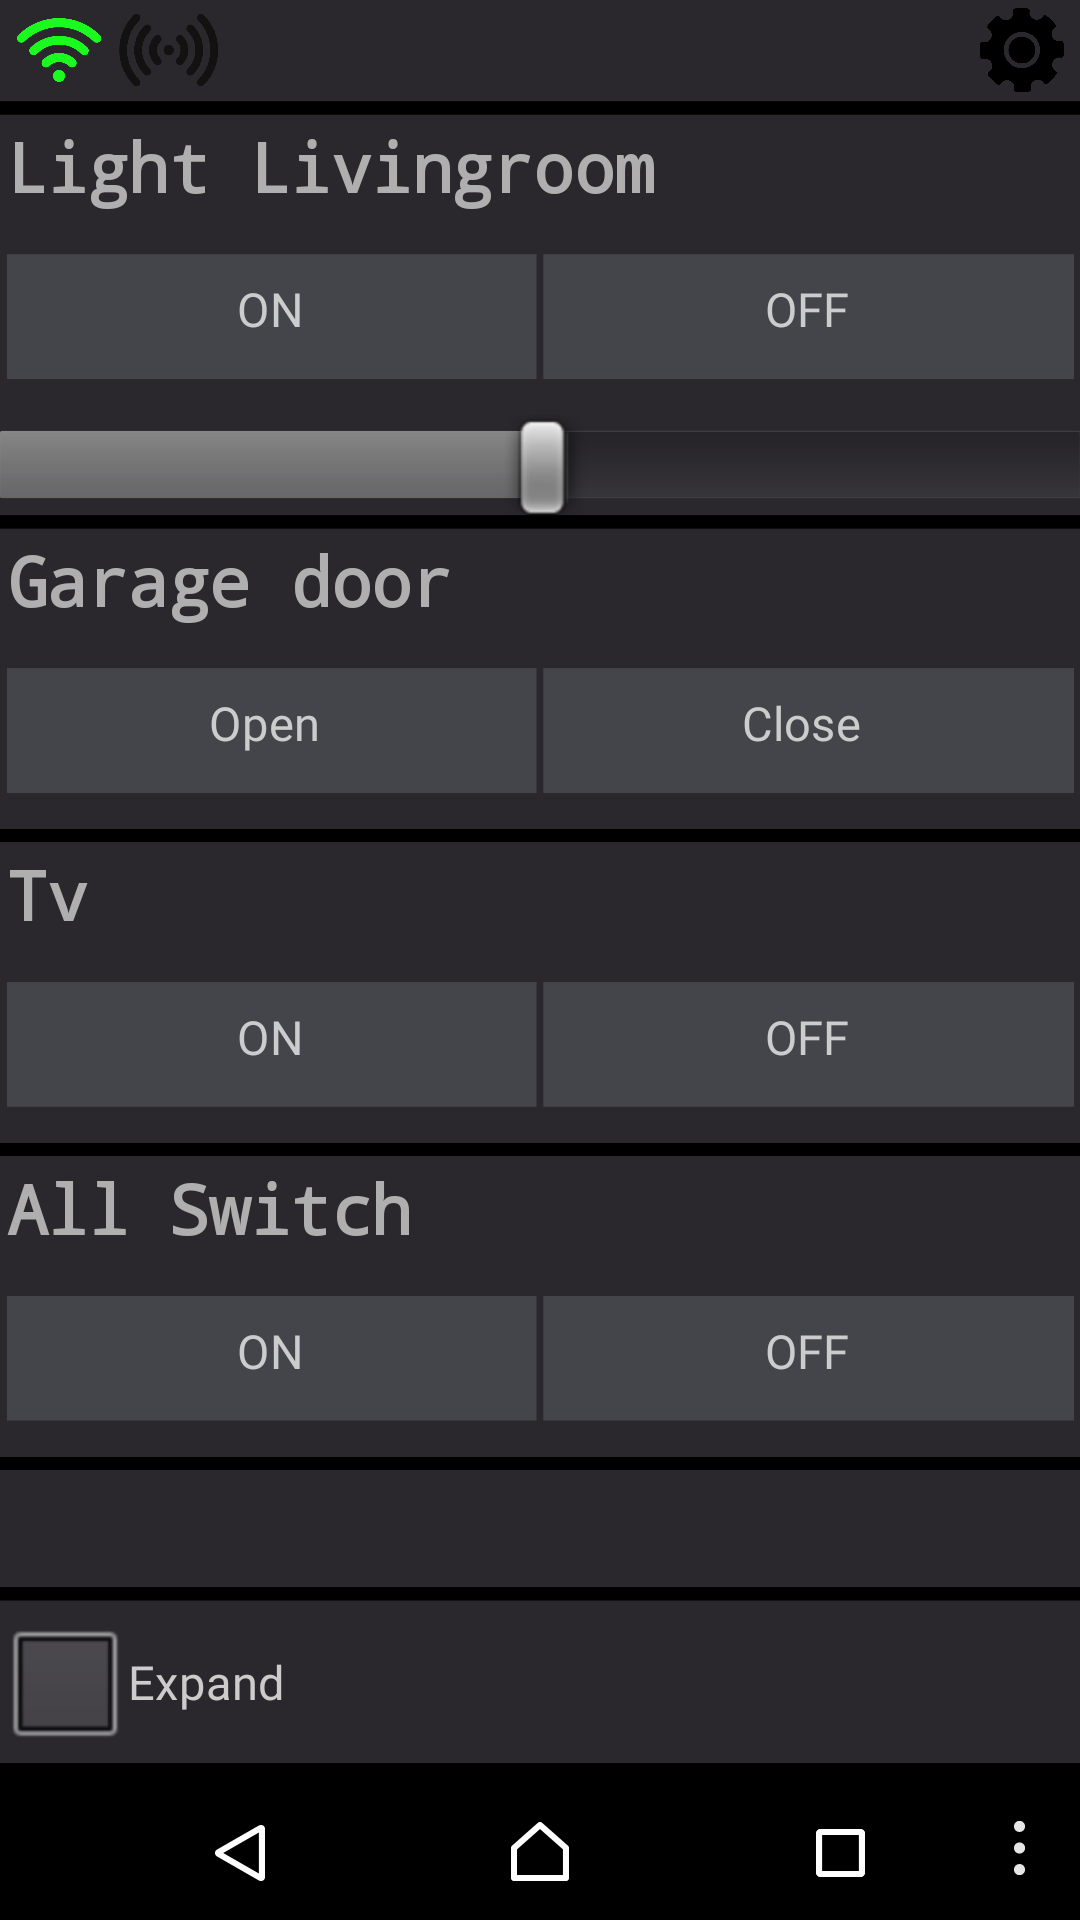 Light Livingroom
ON OFF
Garage door
Open Close
Tv
ON OFF
All Switch
ON OFF
Expand